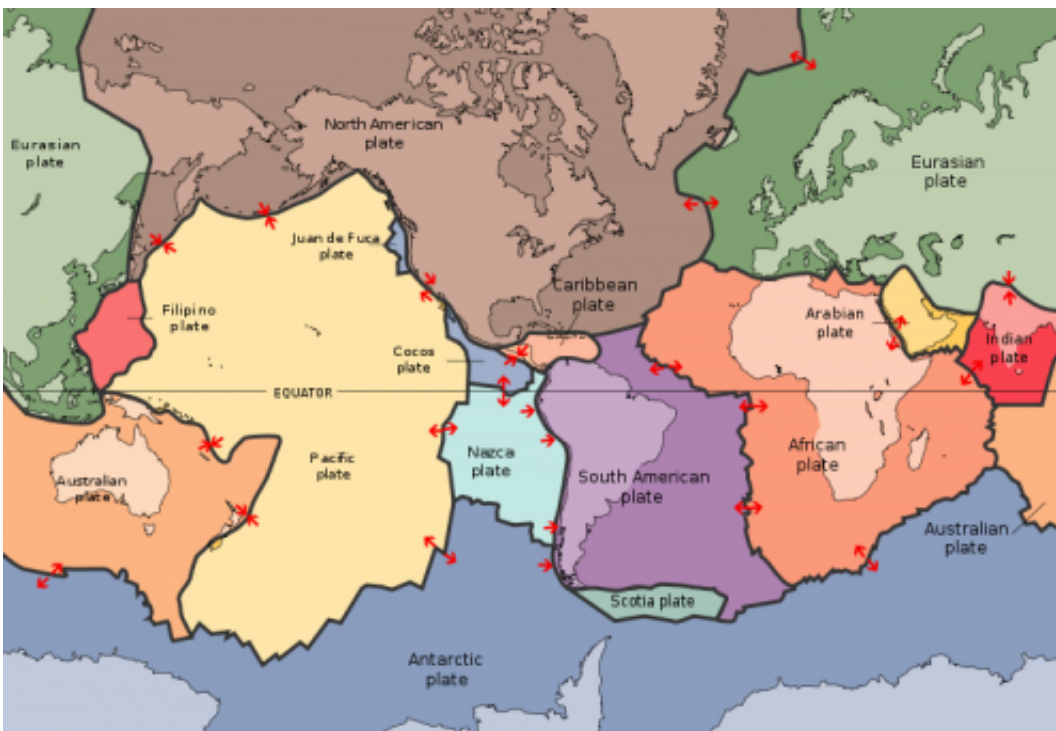 North American
plate
Eurasian
plate
Eurasian
plate
Juan de Fuca
plate
Caribbean
plate
Filipino
plate
Arabian
plate
Indian
plate
Cocos
plate
EQUATOR
African
plate
Nazca
plate
Pacific
plate
South American
plate
Australian
plate
Australian
plate
Scotia plate
Antarctic
plate